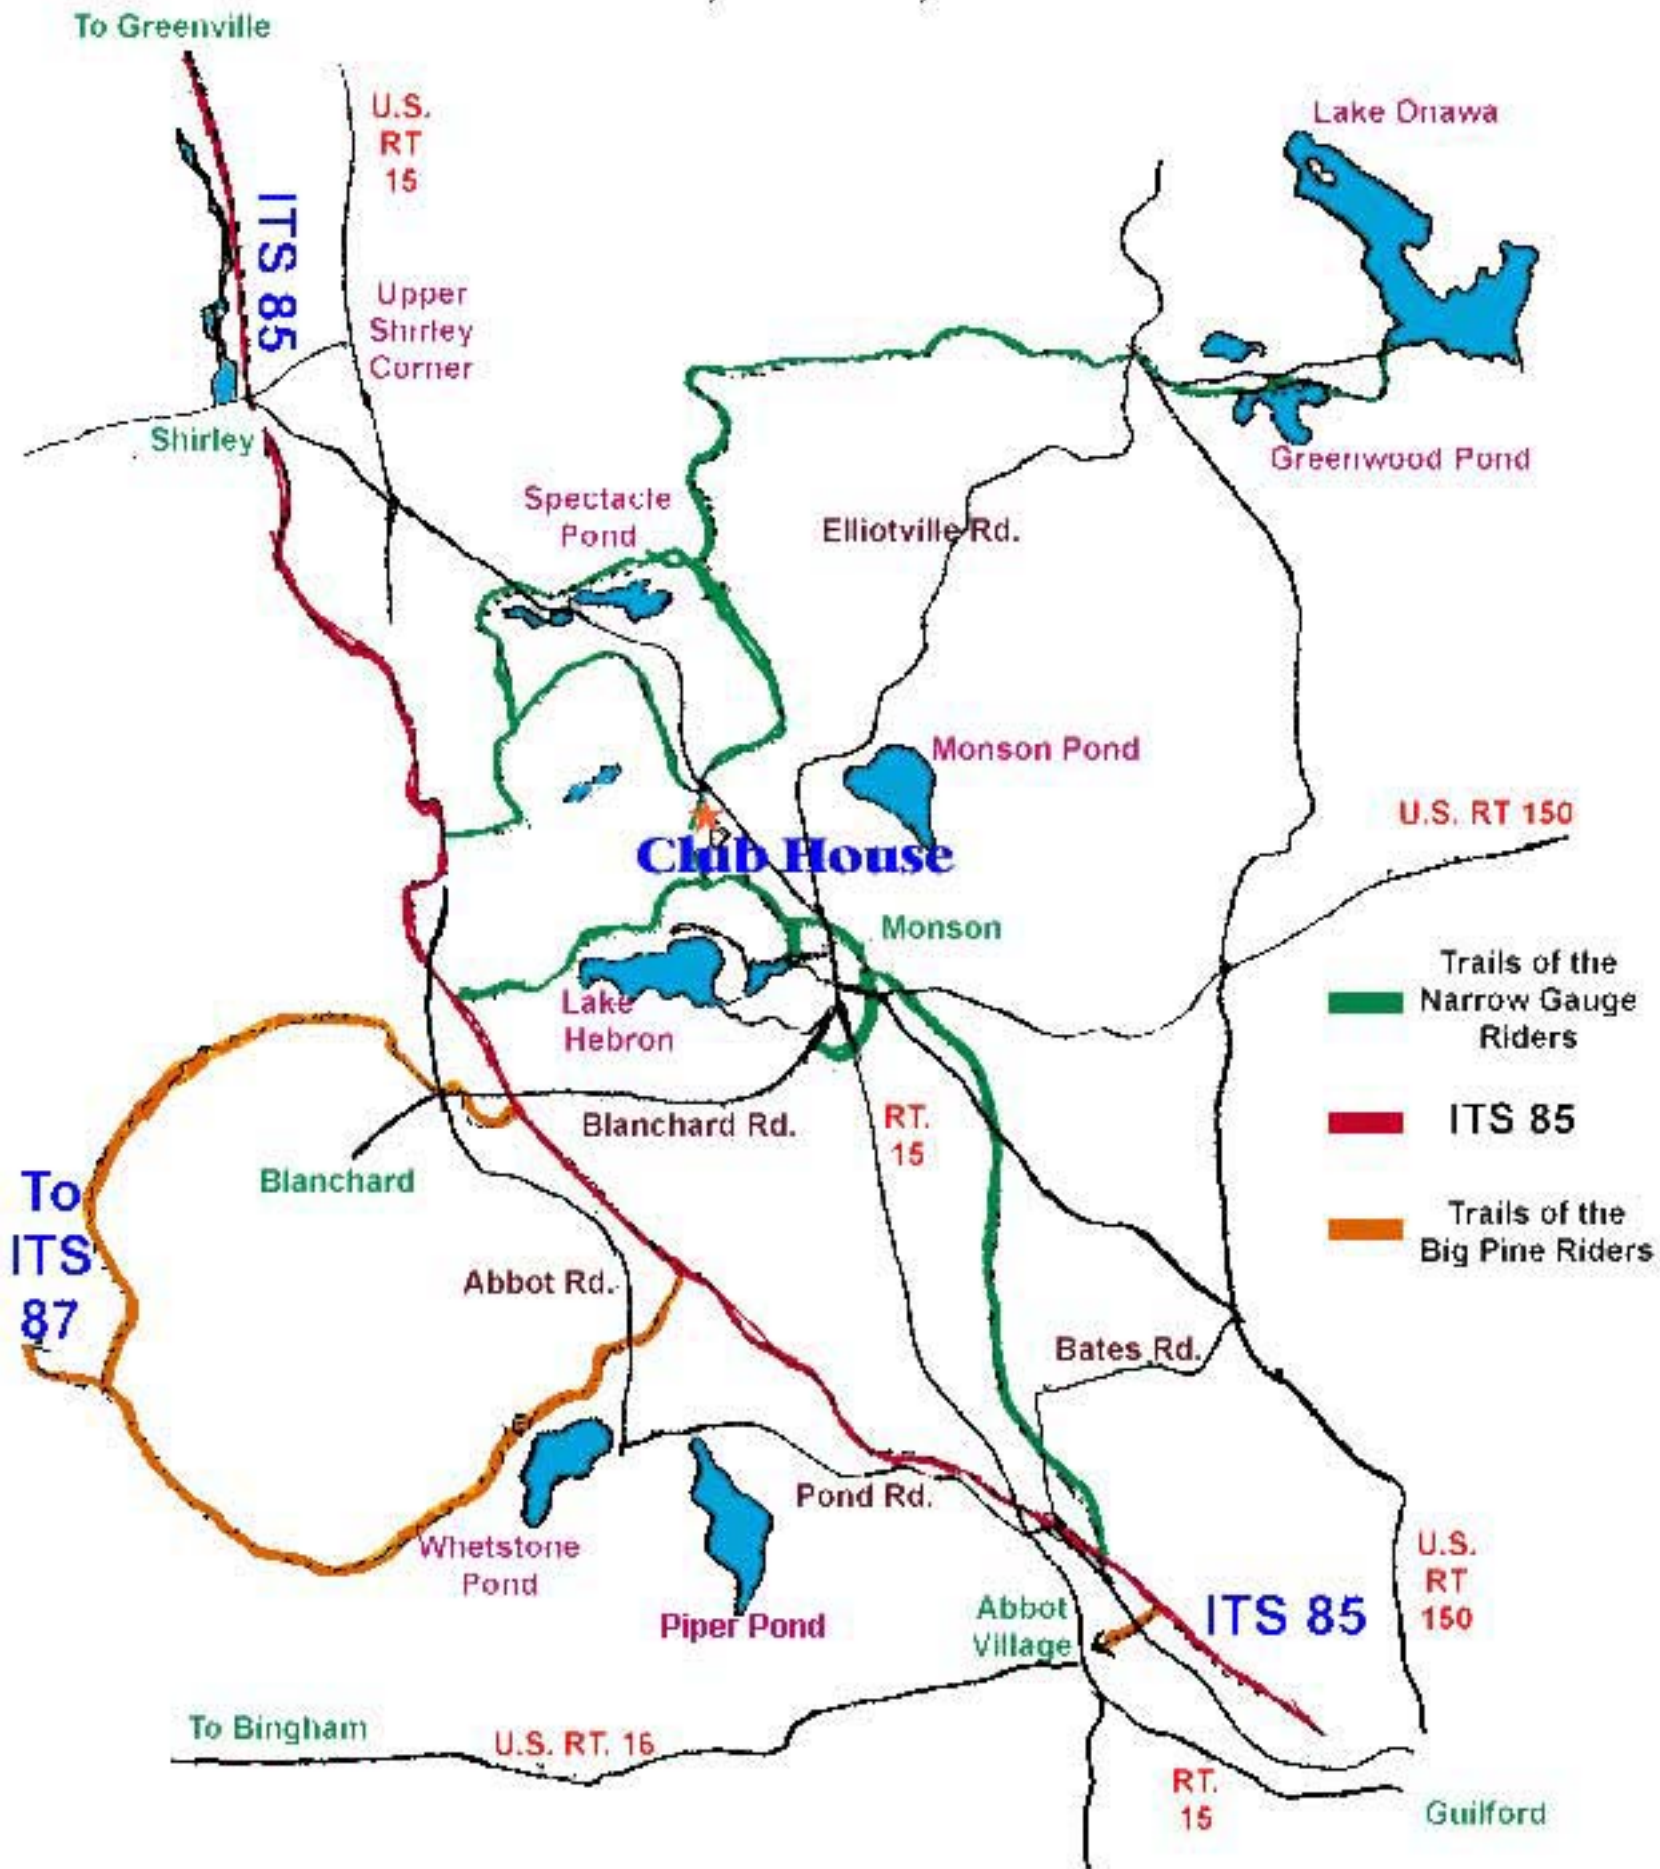 To Greenville
U.S.
RT
15
Lake Onawa
ITS 85
Upper
Shirley
Corner
Shirley
Greenwood Pond
Spectacle
Pond
Elliotville Rd.
Monson Pond
U.S. RT 150
Club House
Monson
Trails of the
Narrow Gauge
Riders
Lake
Hebron
ITS 85
Blanchard Rd.
RT.
15
Blanchard
To
ITS
87
Trails of the
Big Pine Riders
Abbot Rd.
Bates Rd.
Pond Rd.
Whetstone
Pond
U.S.
RT
150
Piper Pond
Abbot
Village
ITS 85
To Bingham
U.S. RT. 16
RT.
15
Guilford